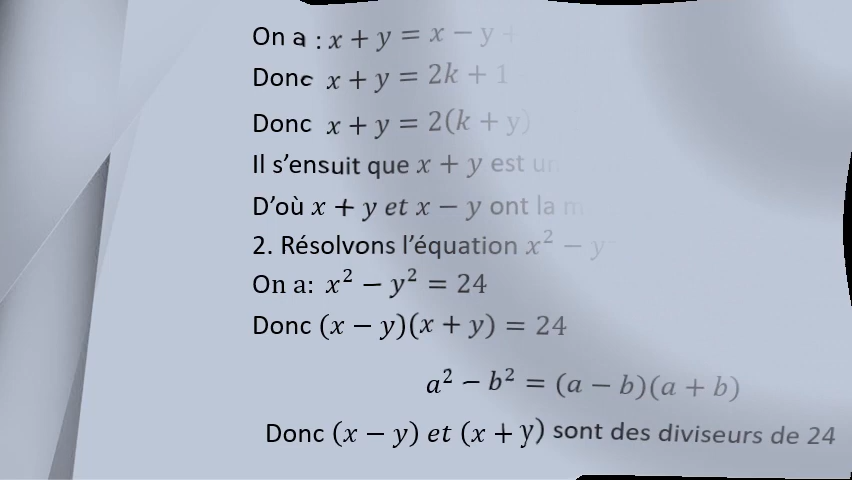 On a : x + y = x − y +
Donc x + y = 2k + 1
Donc x + y = 2(k + y)
Il s’ensuit que x + y est un
D’où x + y et x − y ont la
2. Résolvons l’équation x² − y
On a: x² − y² = 24
Donc (x − y)(x + y) = 24
a² − b² = (a − b)(a + b)
Donc (x − y) et (x + y) sont des diviseurs de 24